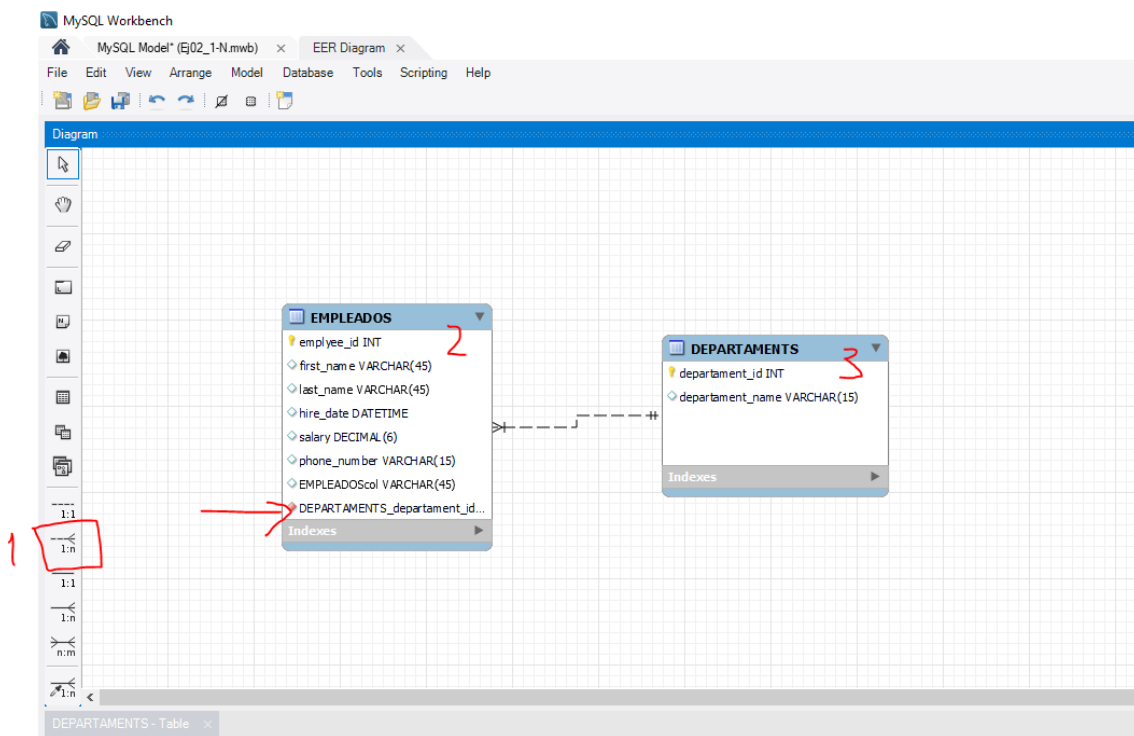 MySQL Workbench
MySQL Model* (Ej02_1-N.mwb) × EER Diagram ×
File Edit View Arrange Model Database Tools Scripting Help
Diagram
EMPLEADOS
2
emplyee_id INT
first_name VARCHAR(45)
last_name VARCHAR(45)
hire_date DATETIME
salary DECIMAL(6)
phone_number VARCHAR(15)
EMPLEADOScol VARCHAR(45)
DEPARTAMENTS_departament_id...
Indexes
DEPARTAMENTS
3
departament_id INT
departament_name VARCHAR(15)
Indexes
1:1
1
1:n
1:1
1:n
n:m
1:n
DEPARTAMENTS - Table ×